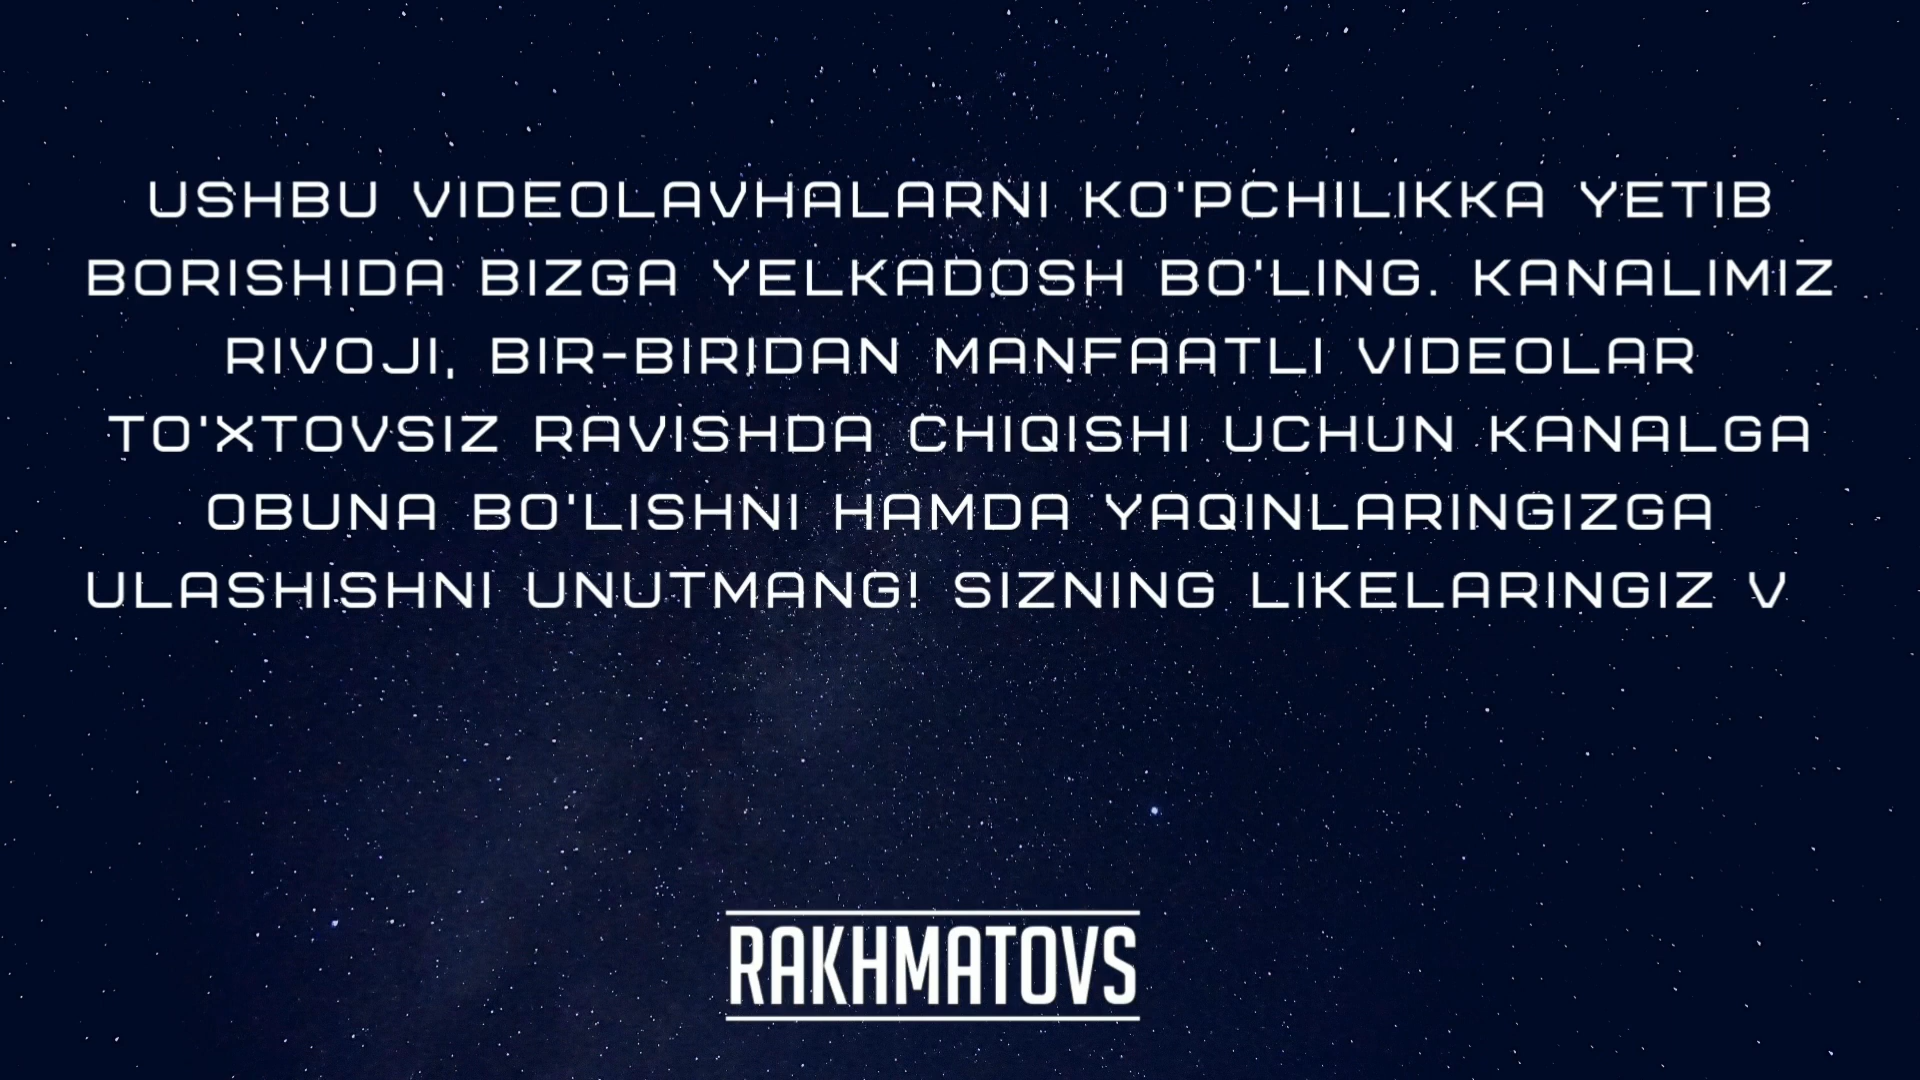 USHBU VIDEOLAVHALARNI KO'PCHILIKKA YETIB
BORISHIDA BIZGA YELKADOSH BO'LING. KANALIMIZ
RIVOJI, BIR-BIRIDAN MANFAATLI VIDEOLAR
TO'XTOVSIZ RAVISHDA CHIQISHI UCHUN KANALGA
OBUNA BO'LISHNI HAMDA YAQINLARINGIZGA
ULASHISHNI UNUTMANG! SIZNING LIKELARINGIZ V
RAKHMATOVS